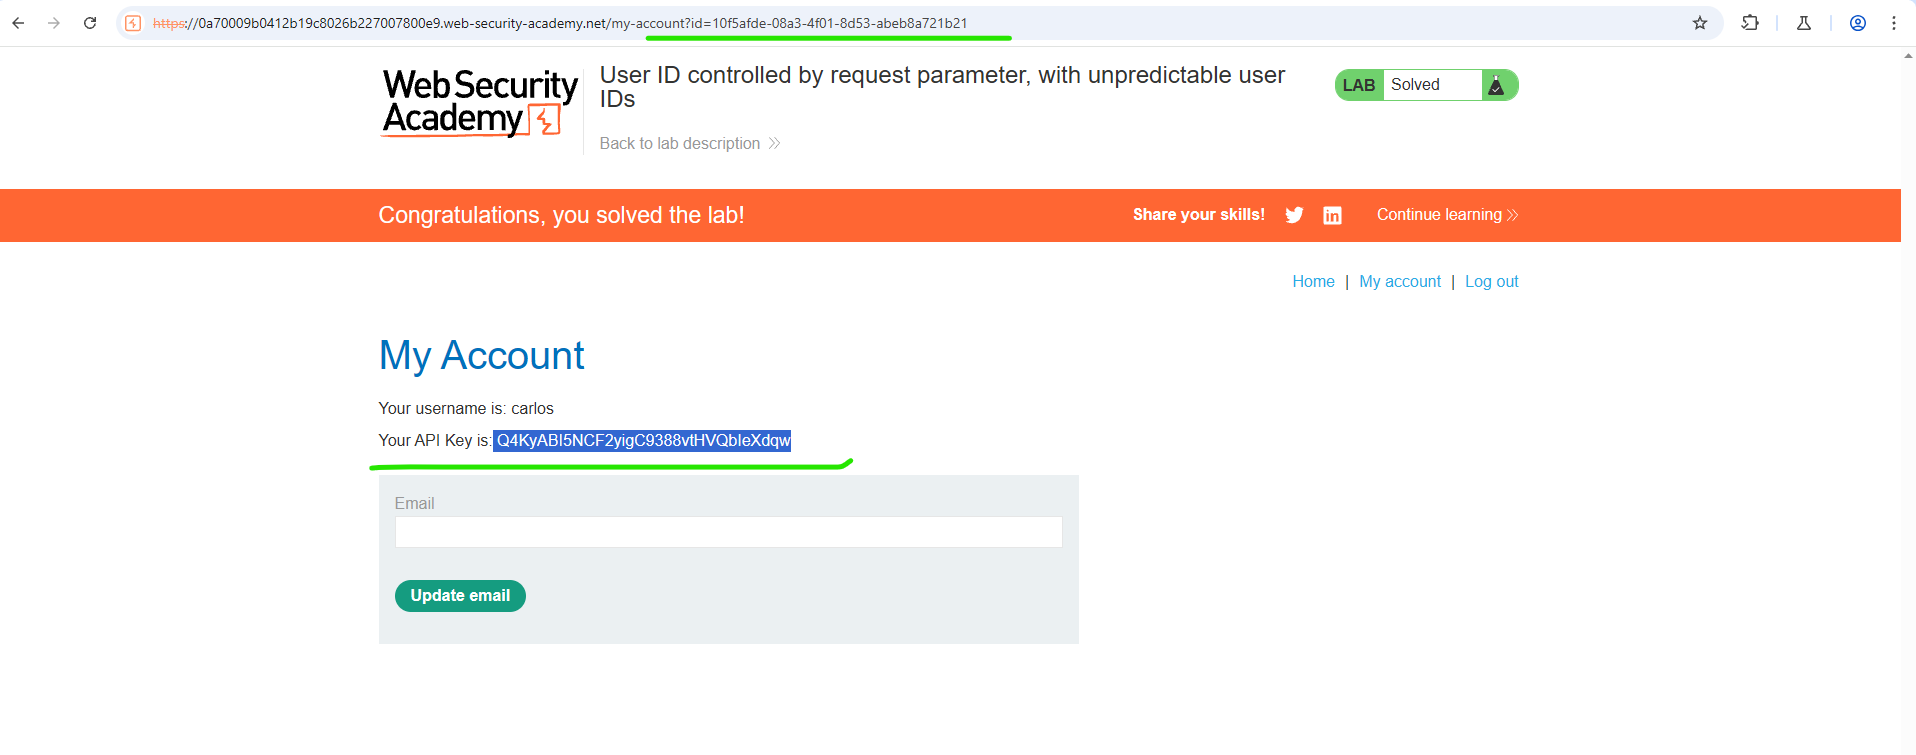 https://0a70009b0412b19c8026b227007800e9.web-security-academy.net/my-account?id=10f5afde-08a3-4f01-8d53-abeb8a721b21
Web Security
Academy
User ID controlled by request parameter, with unpredictable user
IDs
LAB Solved
Back to lab description
Congratulations, you solved the lab!
Share your skills!
Continue learning
Home | My account | Log out
My Account
Your username is: carlos
Your API Key is: Q4KyABI5NCF2yigC9388vtHVQbIeXdqw
Email
Update email